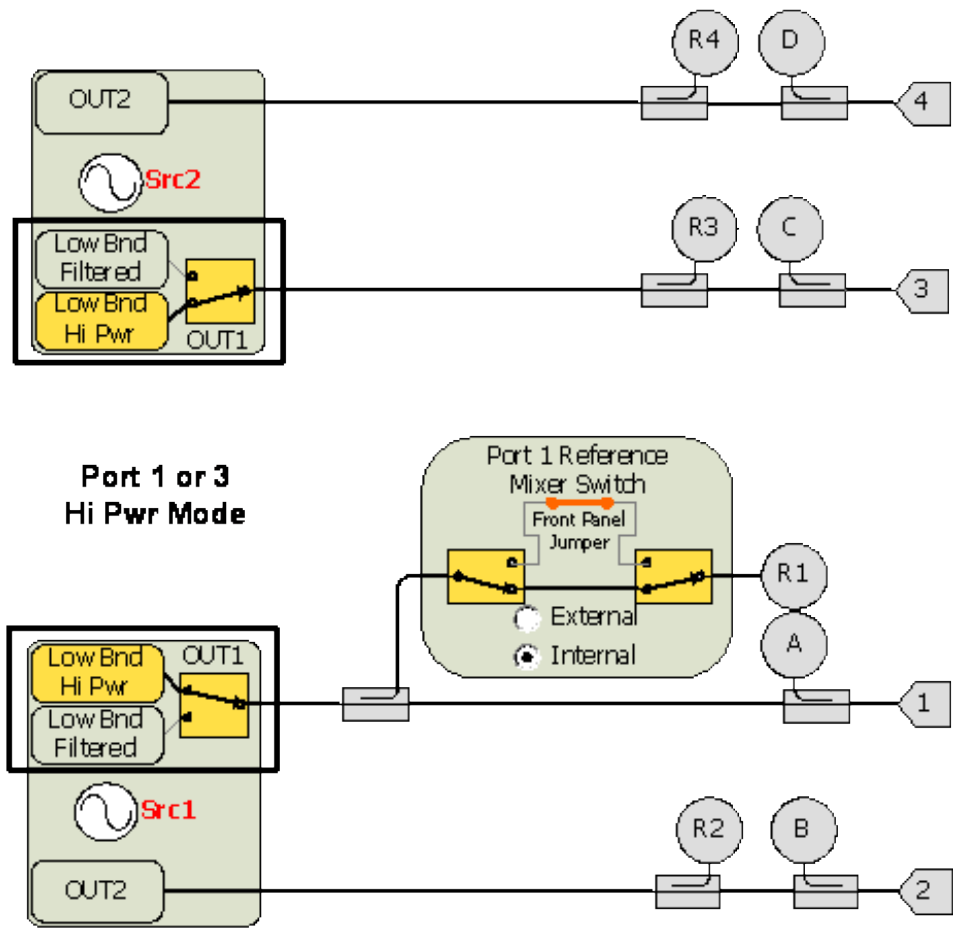 R4
D
OUT2
4
Src2
Low Bnd
Filtered
R3
C
3
Low Bnd
Hi Pwr
OUT1
Port 1 or 3
Hi Pwr Mode
Port 1 Reference
Mixer Switch
Front Panel
Jumper
R1
External
Internal
A
Low Bnd
Hi Pwr
OUT1
1
Low Bnd
Filtered
Src1
R2
B
OUT2
2